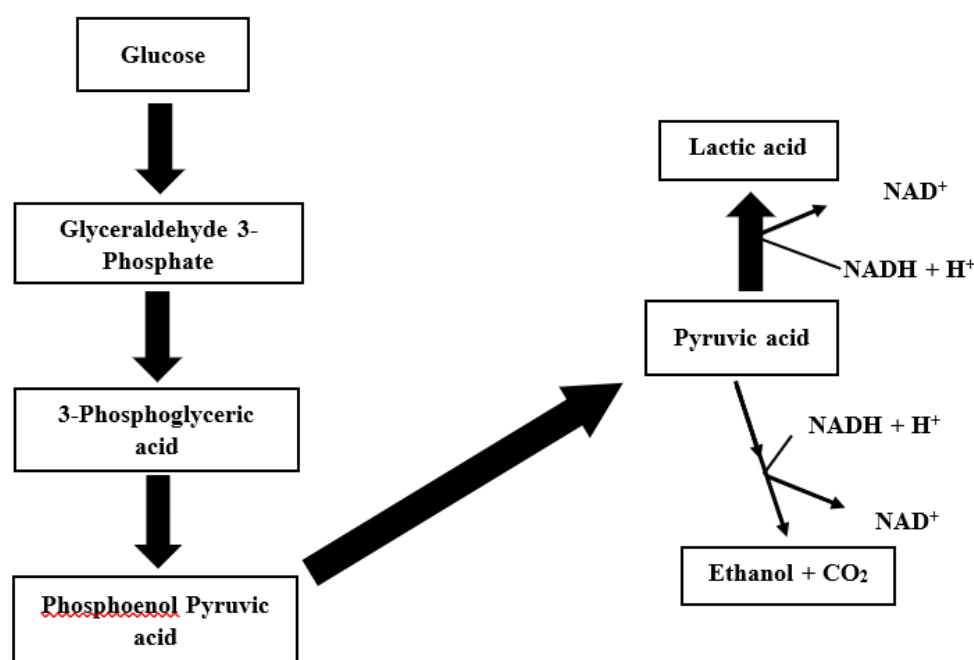 Glucose
Glyceraldehyde 3-
Phosphate
3-Phosphoglyceric
acid
Phosphoenol Pyruvic
acid
Lactic acid
NAD⁺
NADH + H⁺
Pyruvic acid
NADH + H⁺
NAD⁺
Ethanol + CO₂